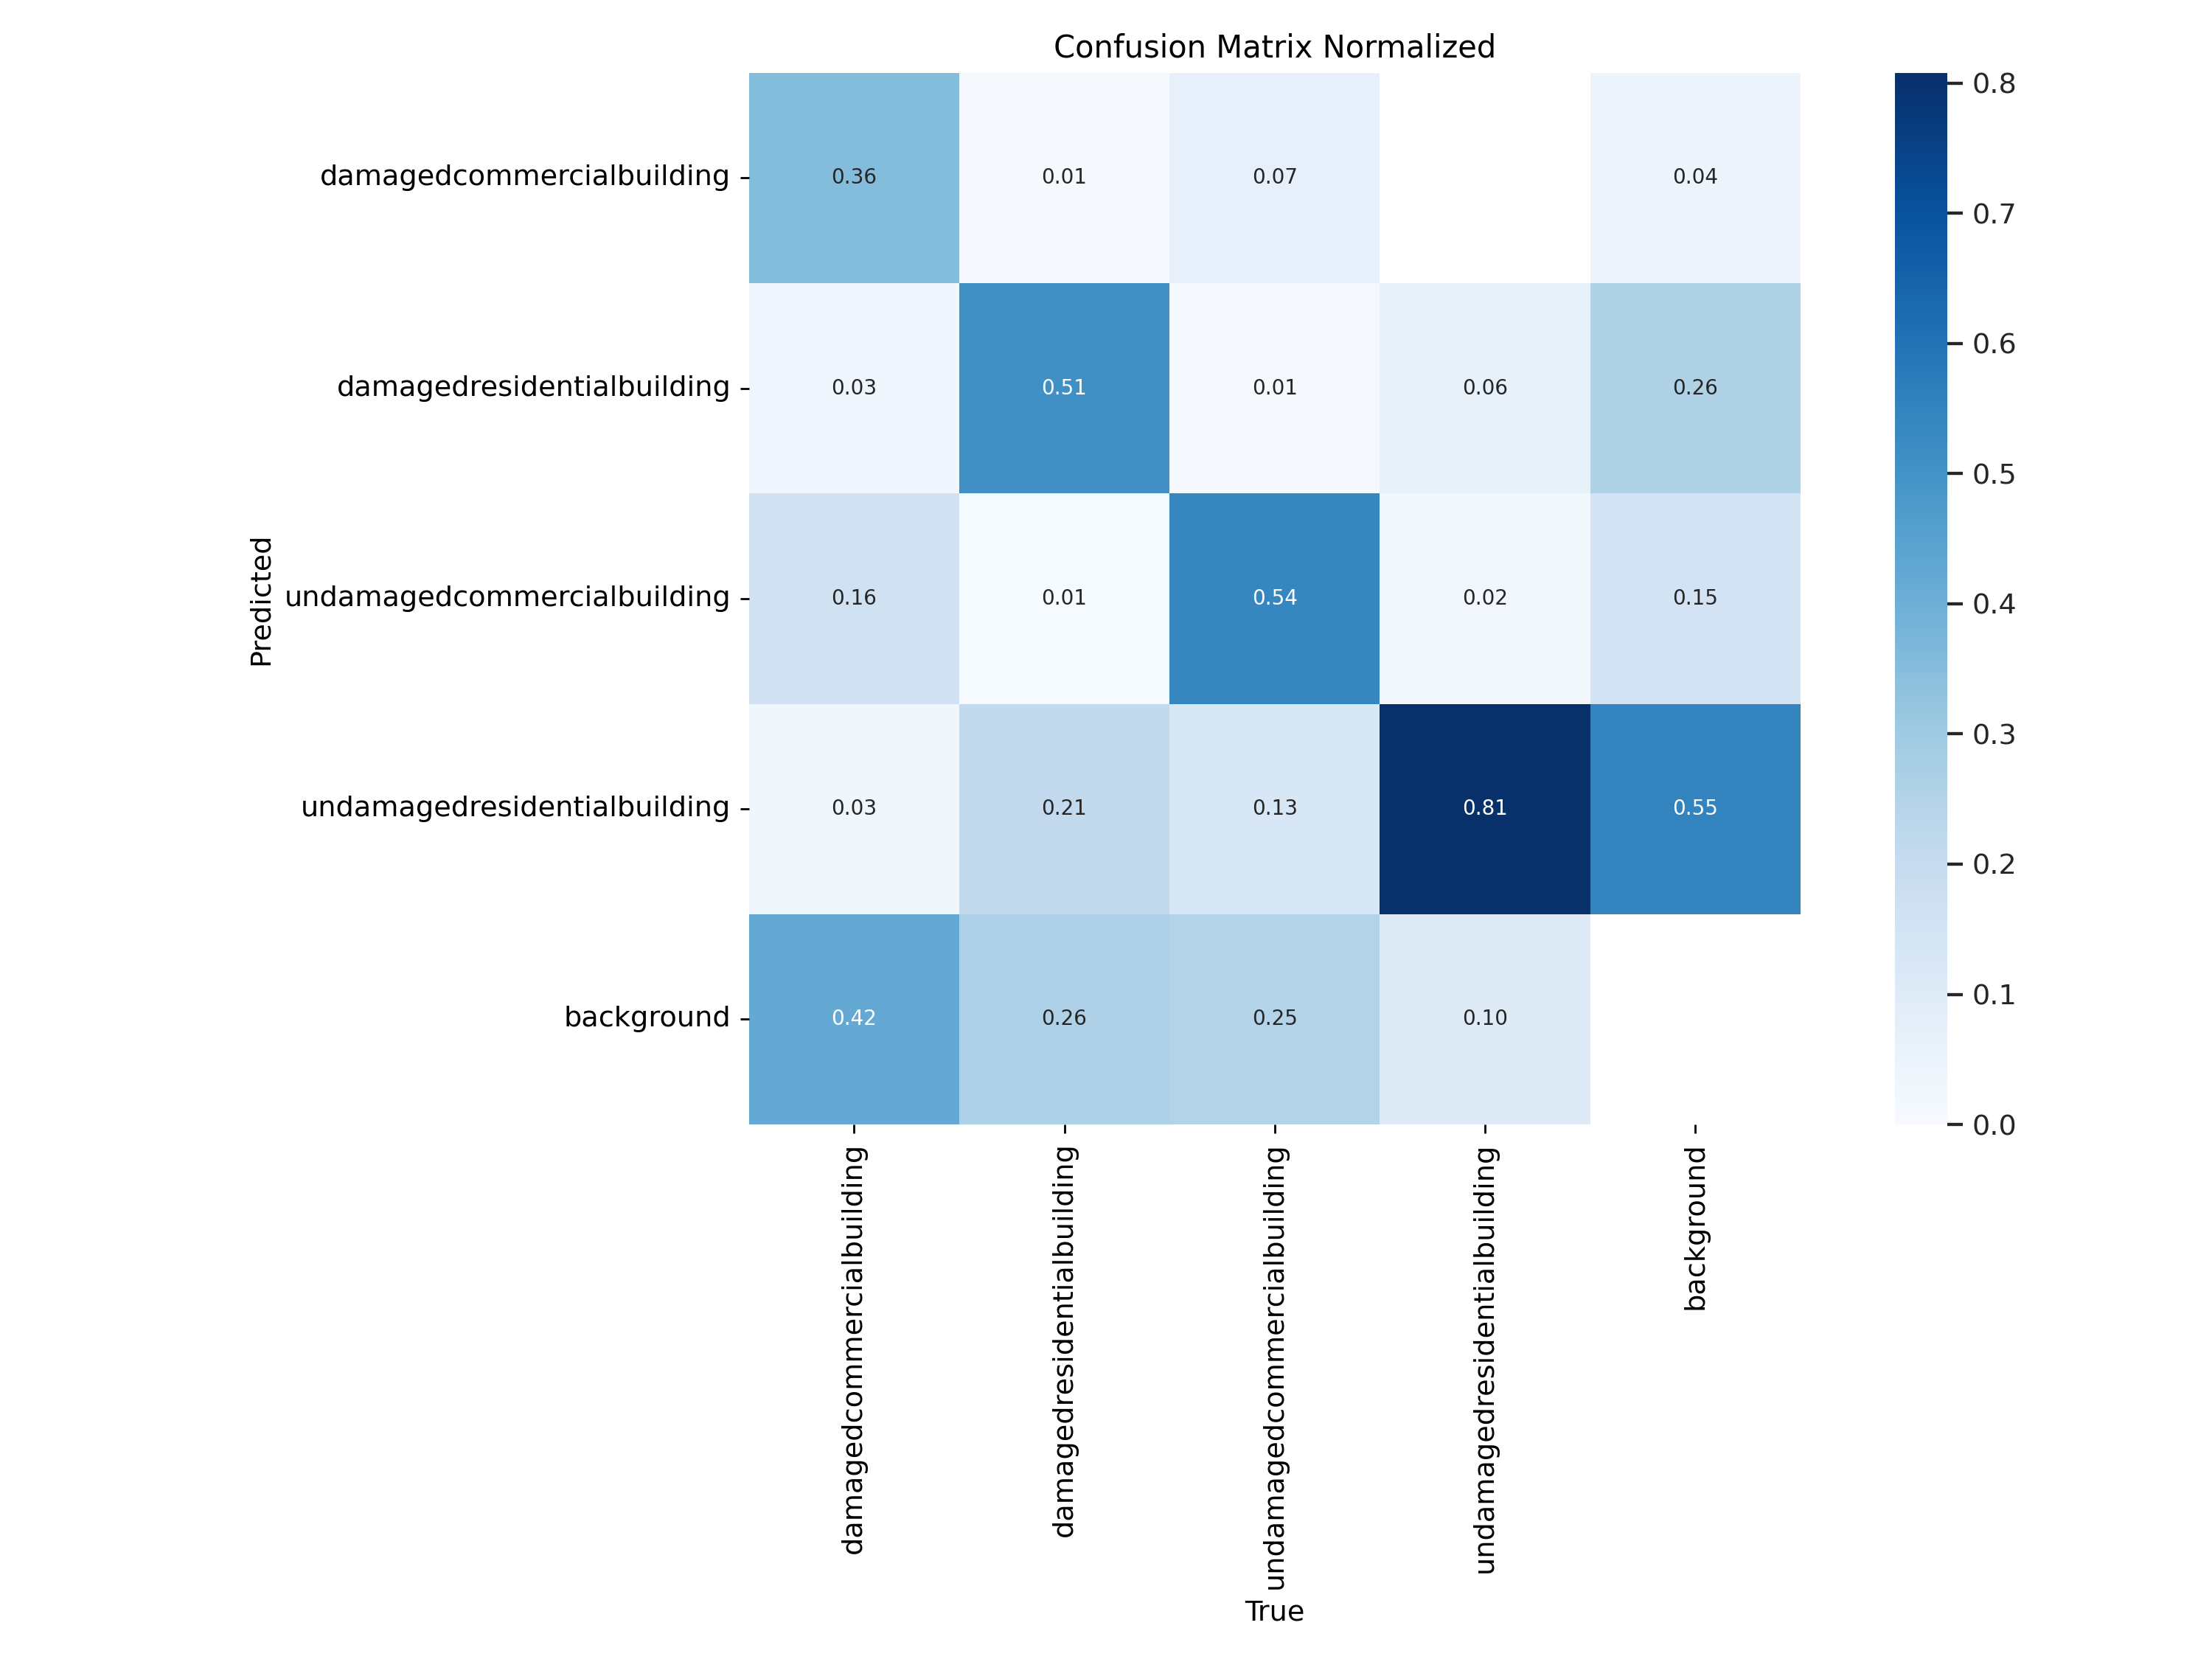 Confusion Matrix Normalized
damagedcommercialbuilding
0.36 0.01 0.07 0.04
damagedresidentialbuilding
0.03 0.51 0.01 0.06 0.26
undamagedcommercialbuilding
0.16 0.01 0.54 0.02 0.15
undamagedresidentialbuilding
0.03 0.21 0.13 0.81 0.55
background
0.42 0.26 0.25 0.10
Predicted
damagedcommercialbuilding
damagedresidentialbuilding
undamagedcommercialbuilding
undamagedresidentialbuilding
background
True
0.8
0.7
0.6
0.5
0.4
0.3
0.2
0.1
0.0